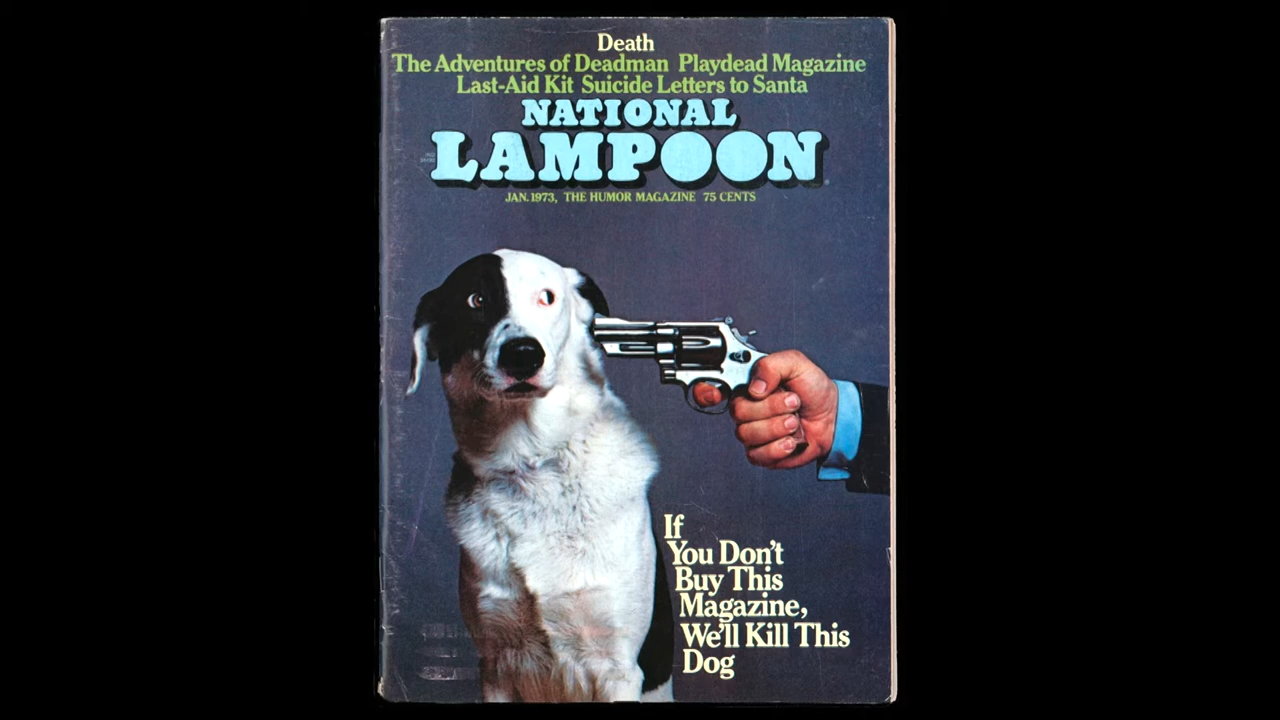 Death
The Adventures of Deadman Playdead Magazine
Last-Aid Kit Suicide Letters to Santa
NATIONAL
LAMPOON
JAN. 1973, THE HUMOR MAGAZINE 75 CENTS
If
You Don't
Buy This
Magazine,
We'll Kill This
Dog